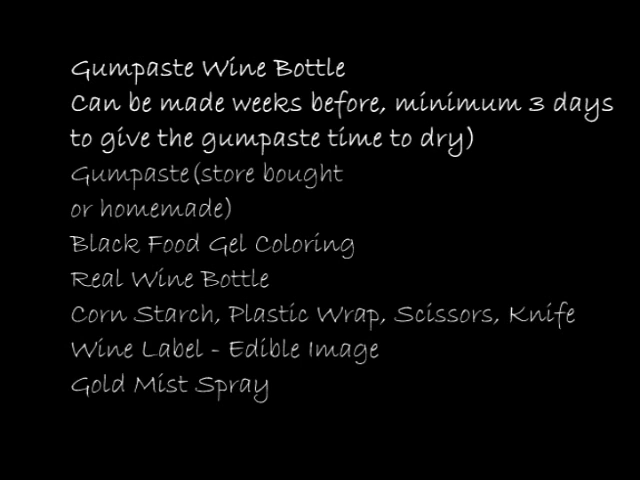 Gumpaste Wine Bottle
Can be made weeks before, minimum 3 days
to give the gumpaste time to dry)
Gumpaste(store bought
or homemade)
Black Food Gel Coloring
Real Wine Bottle
Corn Starch, Plastic Wrap, Scissors, Knife
Wine Label - Edible Image
Gold Mist Spray